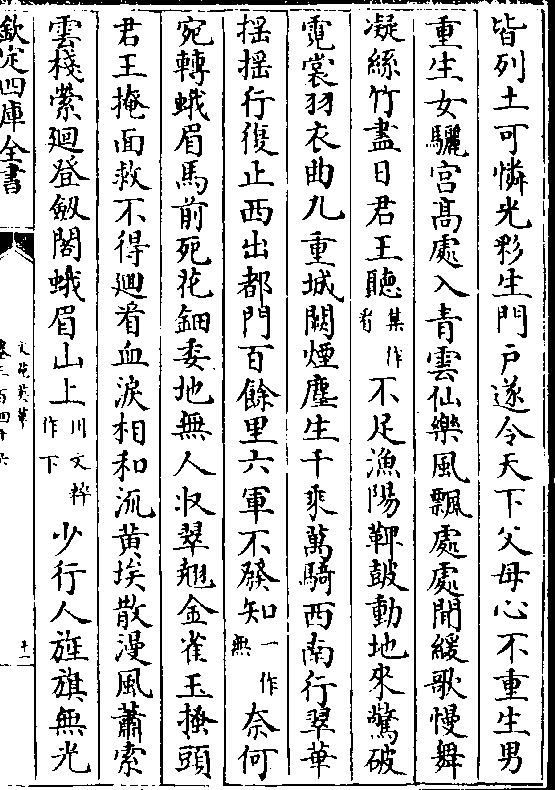 皆列土可憐光彩生門戶遂令天下父母心不重生男
重生女驪宮髙處入青雲仙樂風飄處處聞緩歌慢舞
凝絲竹盡日君王聽集作看不足漁陽鞞鼓動地來驚破
霓裳羽衣曲九重城闕煙塵生千乘萬騎西南行翠華
揺揺行復止西出都門百餘里六軍不發知一作無奈何
宛轉蛾眉馬前死花鈿委地無人収翠翹金雀玉搔頭
君王掩面救不得廻看血淚相和流黄埃散漫風蕭索
雲棧縈廻登劔閣蛾眉山上川文粹作下少行人旌旗無光
欽定四庫全書
文苑英華
卷三百四十六
十一